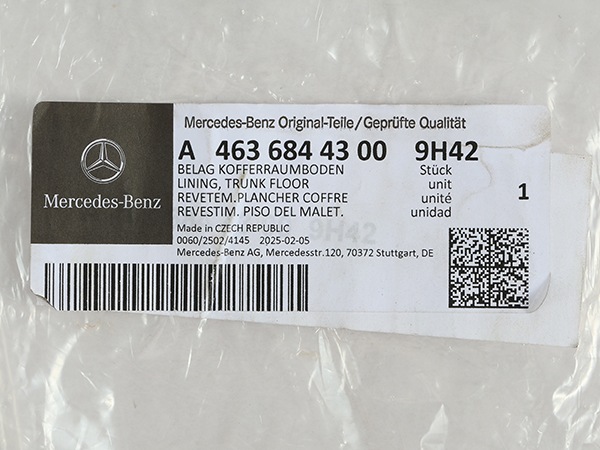 Mercedes-Benz
Mercedes-Benz Original-Teile/Geprüfte Qualität
A 463 684 43 00 9H42
BELAG KOFFERRAUMBODEN Stück
LINING, TRUNK FLOOR unit
REVETEM.PLANCHER COFFRE unité
REVESTIM. PISO DEL MALET. unidad
1
9H42
Made in CZECH REPUBLIC
0060/2502/4145 2025-02-05
Mercedes-Benz AG, Mercedesstr.120, 70372 Stuttgart, DE